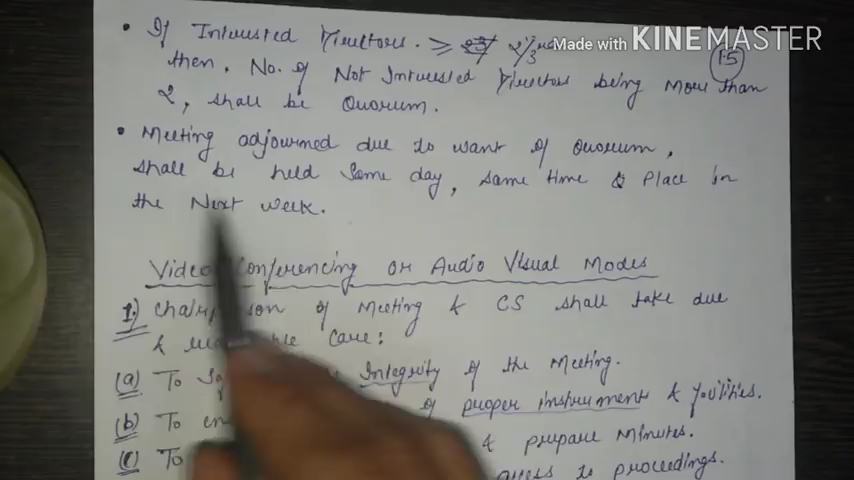 • If Interested Directors. ≥ 2/3rd
Made with KINEMASTER
15
then, No. of Not Interested Directors being more than
2, shall be Quorum.
• Meeting adjourned due to want of Quorum,
shall be held Same day, same time & Place in
the Next week.
Video Conferencing or Audio Visual Modes
1.) Chairperson of Meeting & CS shall take due
& Care:
(a) To Integrity of the Meeting.
(b) To of proper instrument & facilities.
(c) To & prepare Minutes.
access to proceedings.